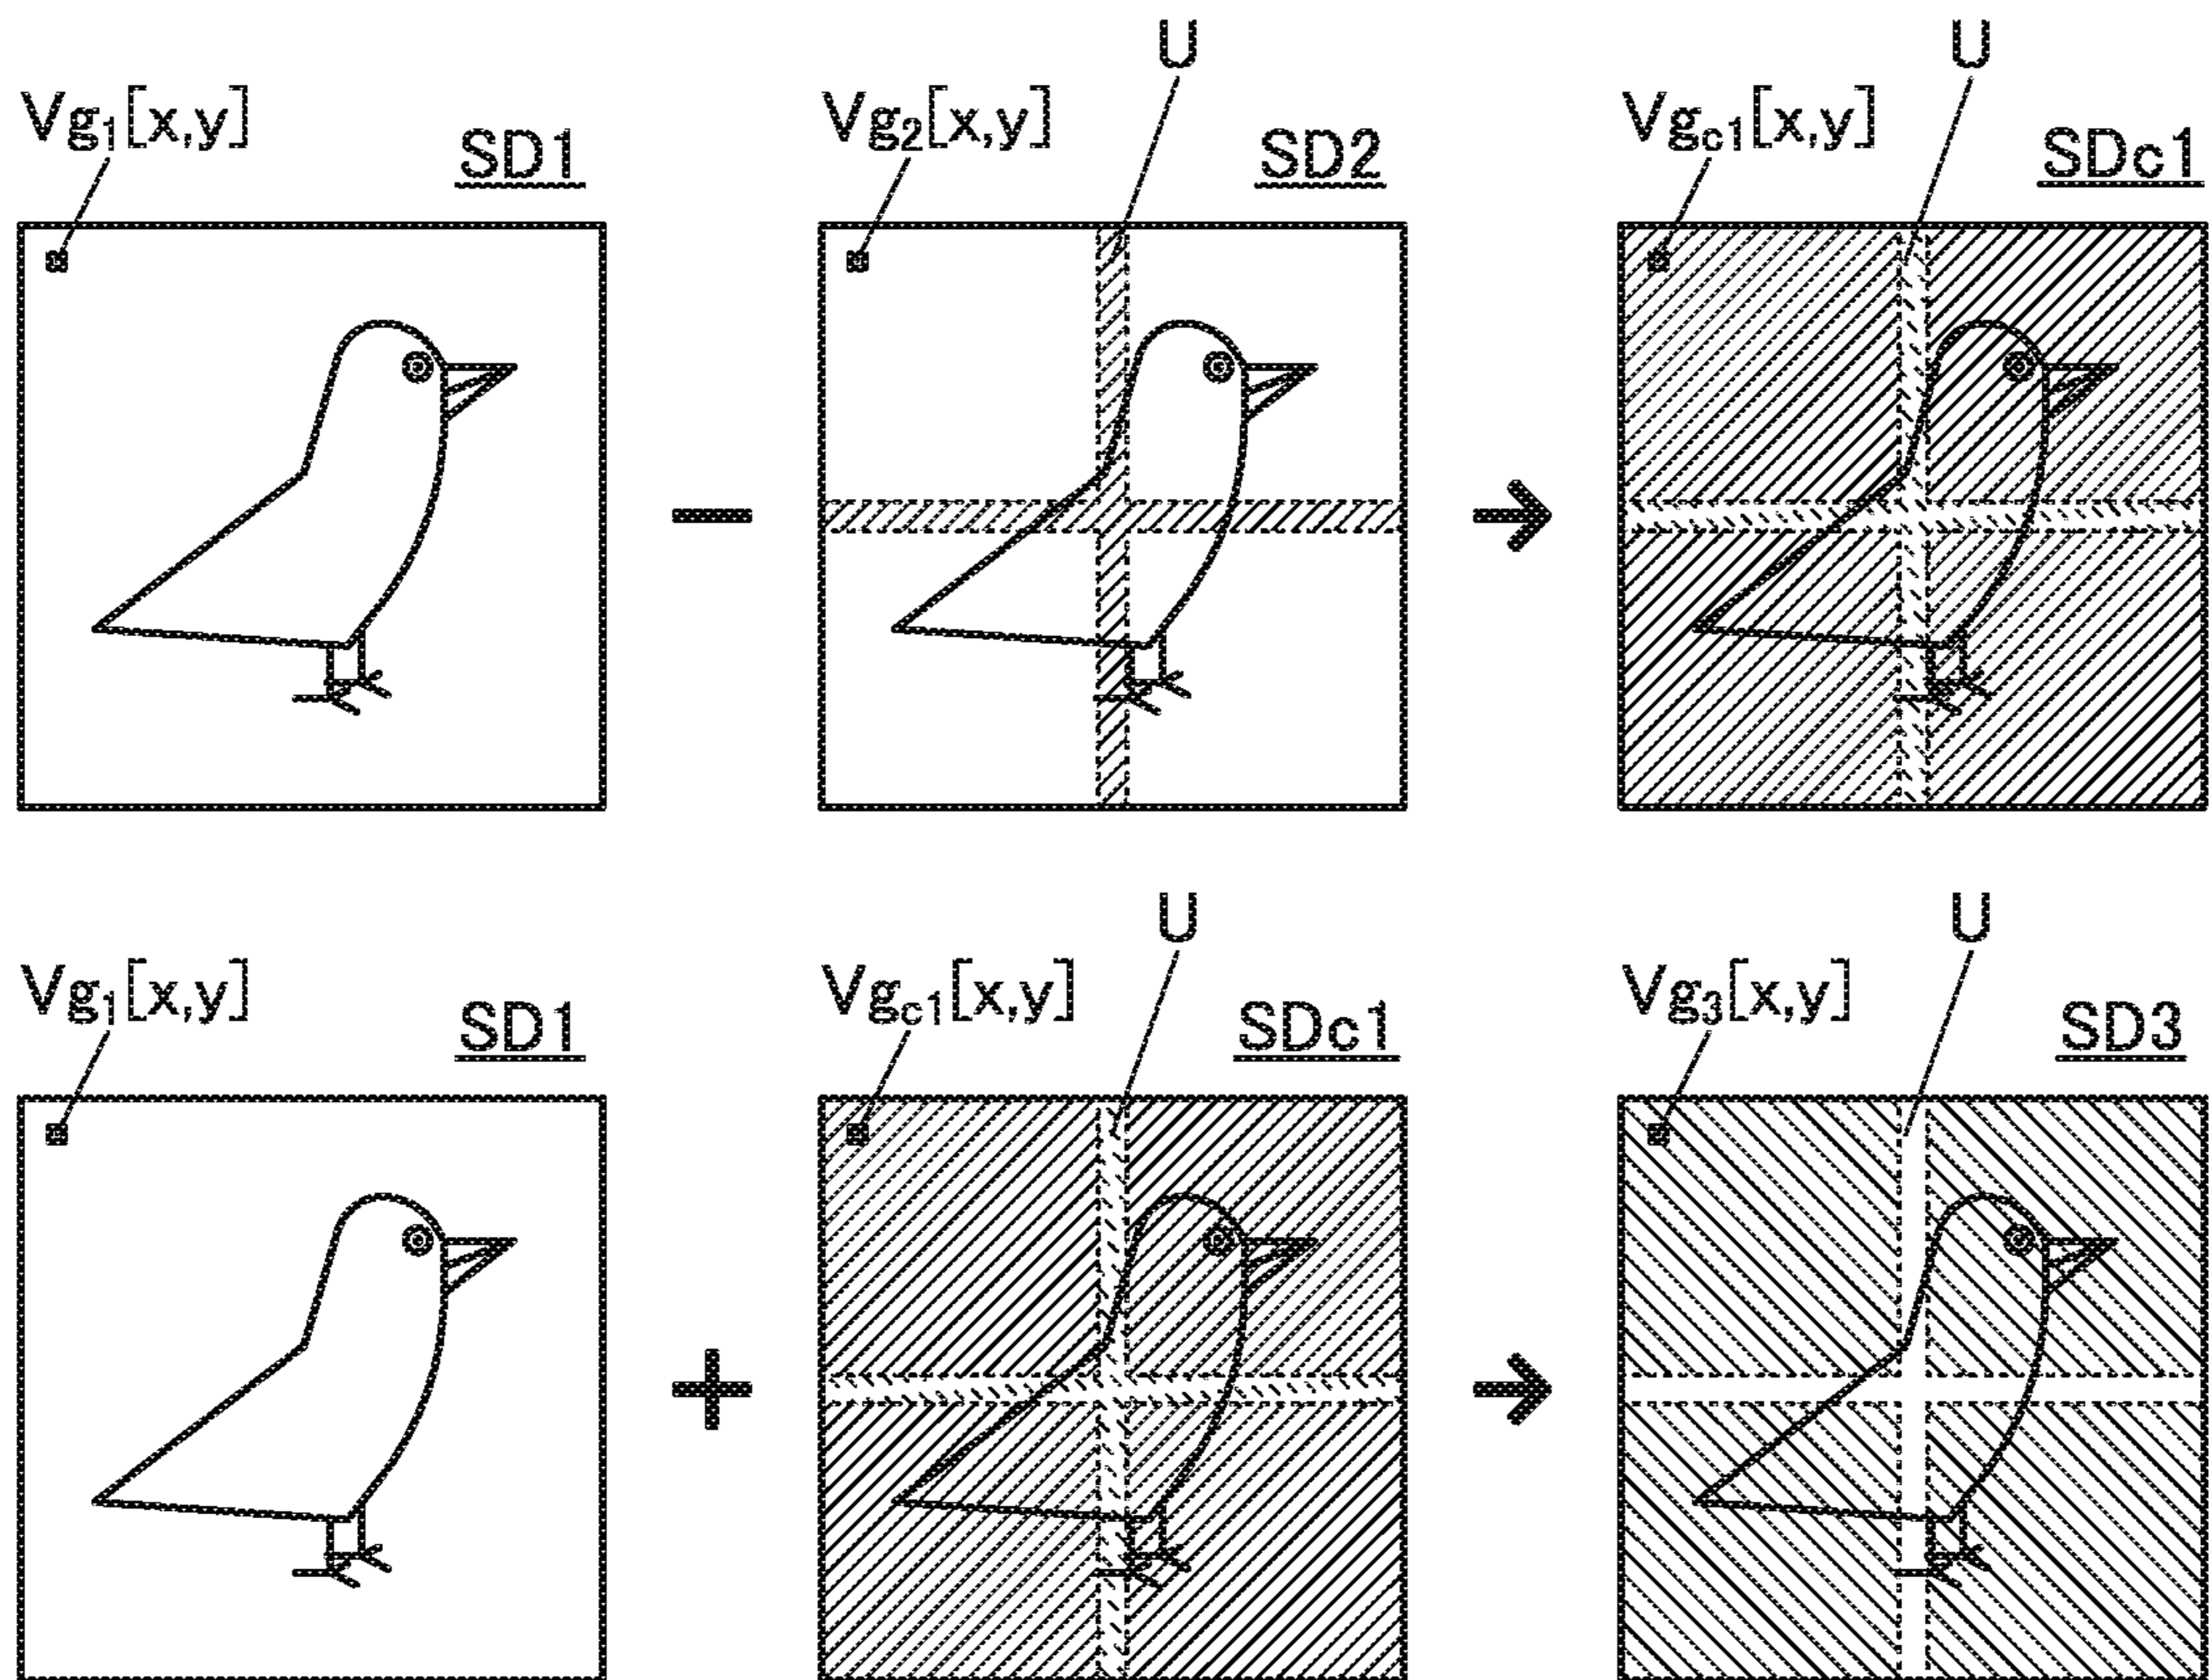 U U
Vg₁[x,y] SD1 Vg₂[x,y] SD2 Vgc₁[x,y] SDc1
− →
U U
Vg₁[x,y] SD1 Vgc₁[x,y] SDc1 Vg₃[x,y] SD3
+ →